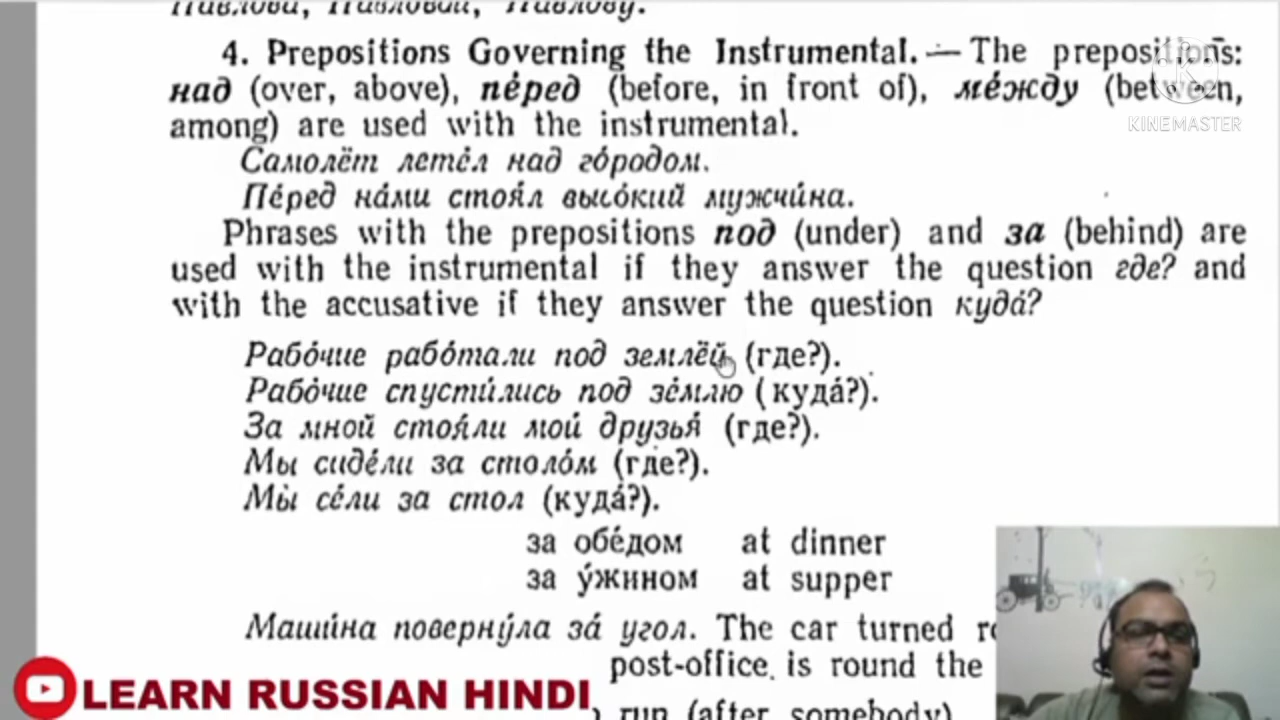 Павлова, Павловой, Павлову.
4. Prepositions Governing the Instrumental. — The prepositions:
над (over, above), пе́ред (before, in front of), ме́жду (between,
among) are used with the instrumental.
Самолёт лете́л над го́родом.
Пе́ред на́ми стоя́л высо́кий мужчи́на.
Phrases with the prepositions под (under) and за (behind) are
used with the instrumental if they answer the question где? and
with the accusative if they answer the question куда́?
Рабо́чие рабо́тали под землёй (где?).
Рабо́чие спусти́лись под зе́млю (куда́?).
За мной стоя́ли мои́ друзья́ (где?).
Мы сиде́ли за столо́м (где?).
Мы се́ли за стол (куда́?).
за обе́дом at dinner
за у́жином at supper
Маши́на поверну́ла за́ угол. The car turned
post-office is round the
run (after somebody)
LEARN RUSSIAN HINDI
K
KINEMASTER